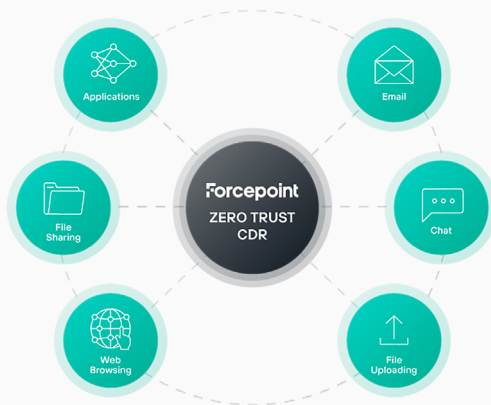 Applications
Email
File
Sharing
Forcepoint
ZERO TRUST
CDR
Chat
Web
Browsing
File
Uploading